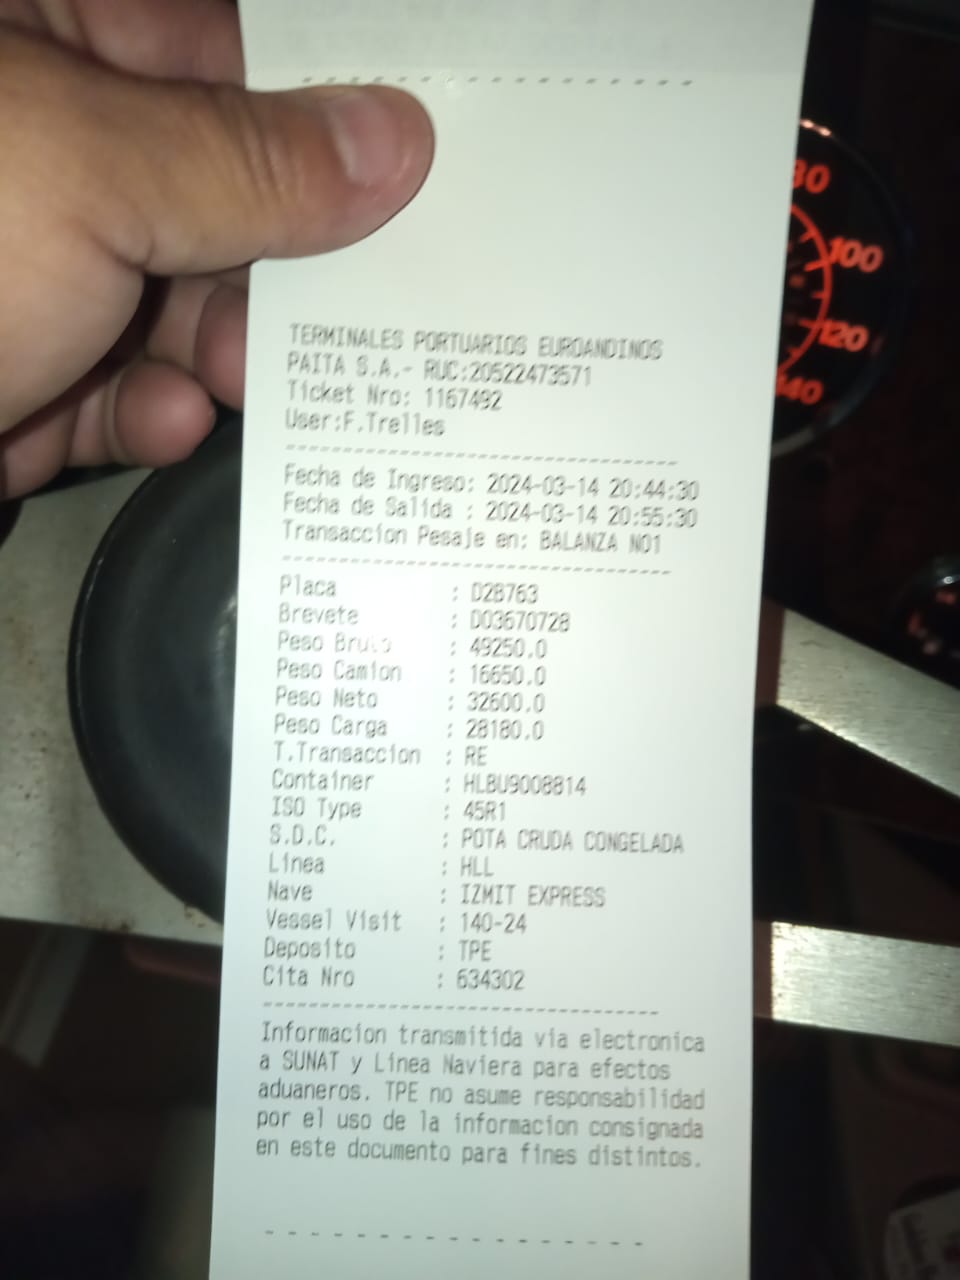 TERMINALES PORTUARIOS EUROANDINOS
PAITA S.A.- RUC:20522473571
Ticket Nro: 1167492
User:F.Trelles
--------------------------------
Fecha de Ingreso: 2024-03-14 20:44:30
Fecha de Salida : 2024-03-14 20:55:30
Transaccion Pesaje en: BALANZA NO1
--------------------------------
Placa : D2B763
Brevete : D03670728
Peso Bruto : 49250.0
Peso Camion : 16650.0
Peso Neto : 32600.0
Peso Carga : 28180.0
T.Transaccion : RE
Container : HLBU9008814
ISO Type : 45R1
S.D.C. : POTA CRUDA CONGELADA
Linea : HLL
Nave : IZMIT EXPRESS
Vessel Visit : 140-24
Deposito : TPE
Cita Nro : 634302
--------------------------------
Informacion transmitida via electronica
a SUNAT y Linea Naviera para efectos
aduaneros. TPE no asume responsabilidad
por el uso de la informacion consignada
en este documento para fines distintos.
80
100
120
140